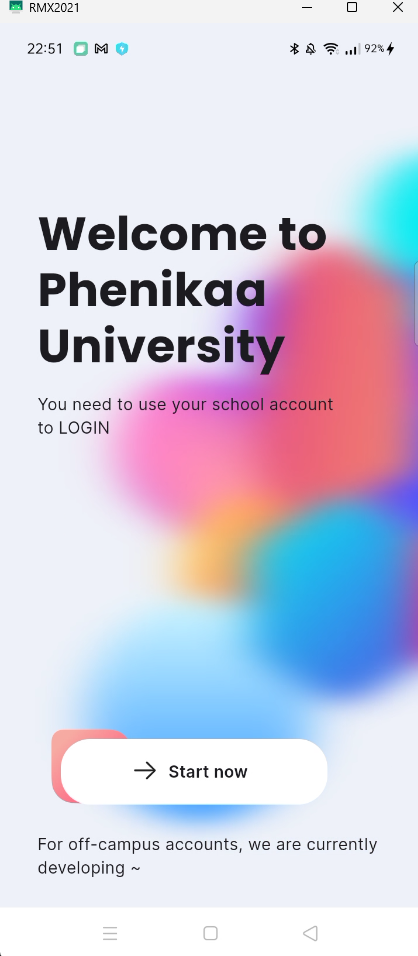 RMX2021
22:51
92%
Welcome to
Phenikaa
University
You need to use your school account
to LOGIN
Start now
For off-campus accounts, we are currently
developing ~